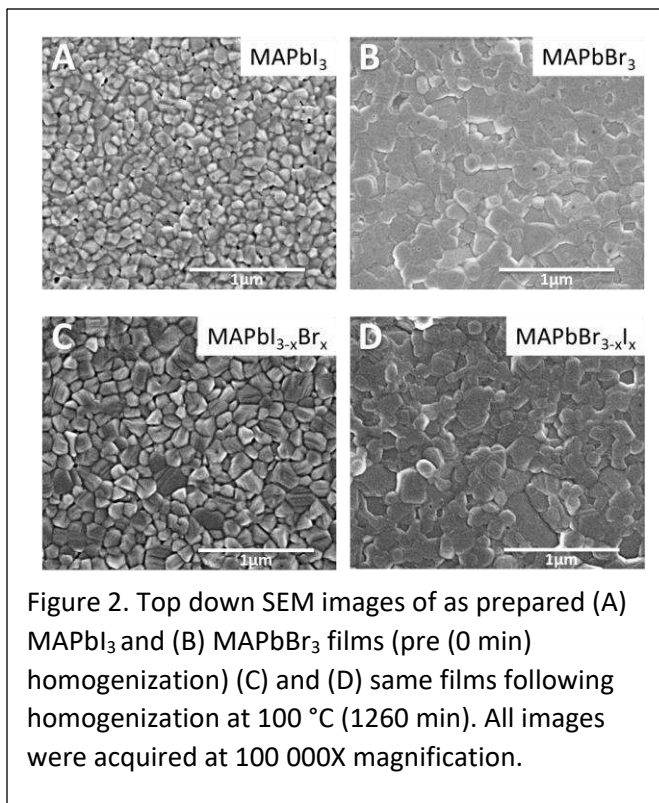 A MAPbI₃
B MAPbBr₃
1μm
1μm
C MAPbI₃₋ₓBrₓ
D MAPbBr₃₋ₓIₓ
1μm
1μm
Figure 2. Top down SEM images of as prepared (A)
MAPbI₃ and (B) MAPbBr₃ films (pre (0 min)
homogenization) (C) and (D) same films following
homogenization at 100 °C (1260 min). All images
were acquired at 100 000X magnification.